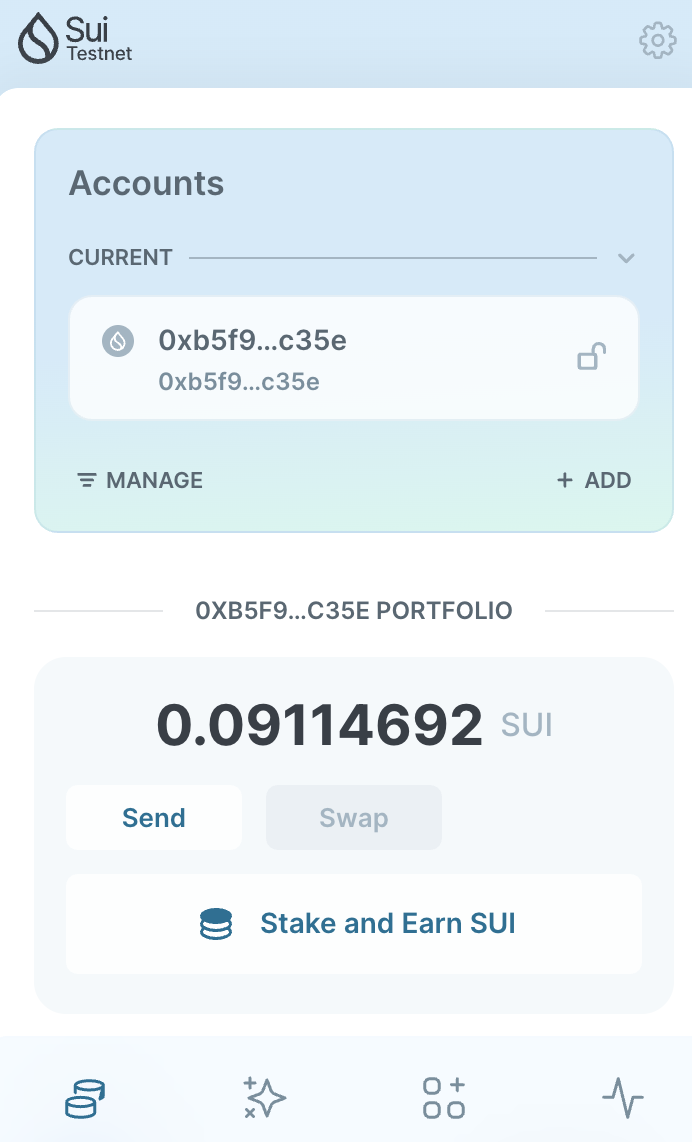 Sui
Testnet
Accounts
CURRENT
0xb5f9...c35e
0xb5f9...c35e
MANAGE
+ ADD
0XB5F9...C35E PORTFOLIO
0.09114692 SUI
Send
Swap
Stake and Earn SUI